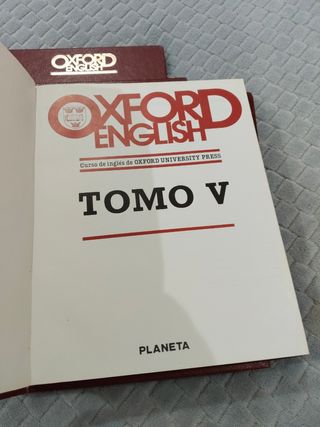 OXFORD
ENGLISH
OXFORD
ENGLISH
Curso de inglés de OXFORD UNIVERSITY PRESS
TOMO V
PLANETA